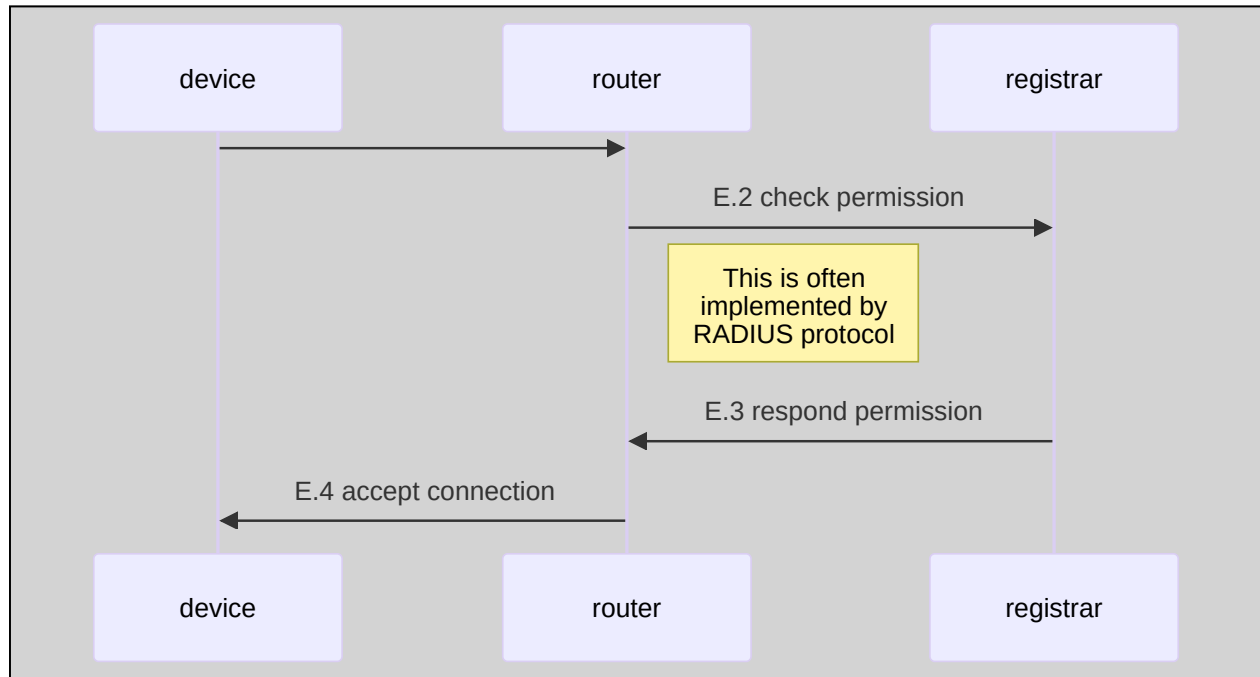 device
router
registrar
E.2 check permission
This is often
implemented by
RADIUS protocol
E.3 respond permission
E.4 accept connection
device
router
registrar